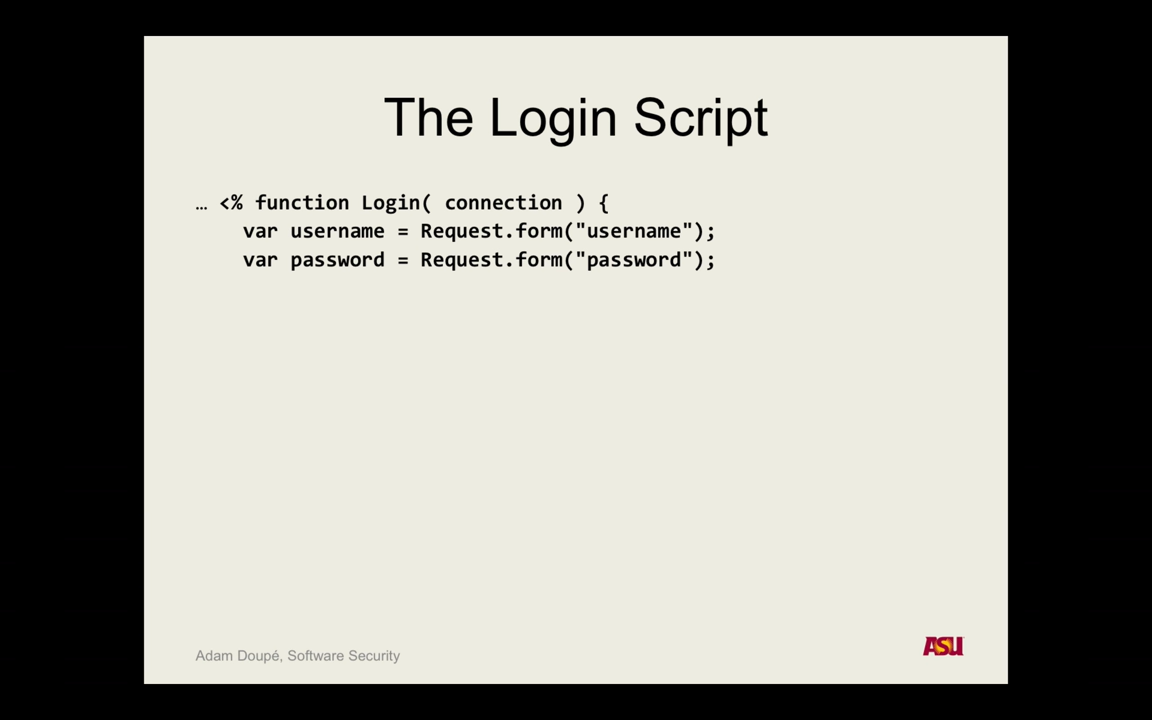 The Login Script
… <% function Login( connection ) {
var username = Request.form("username");
var password = Request.form("password");
Adam Doupé, Software Security
ASU